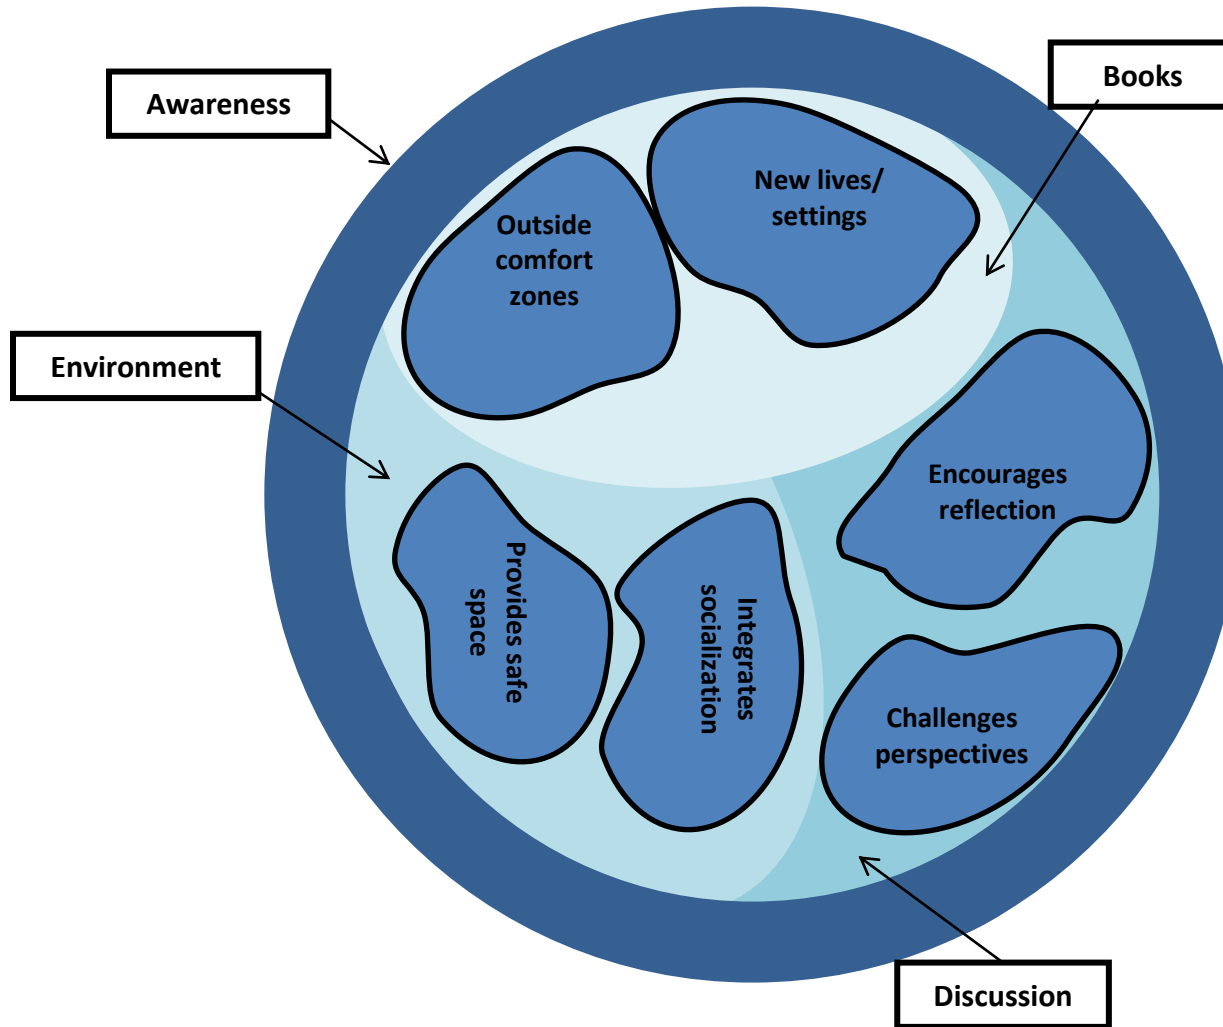 Books
Awareness
New lives/
settings
Outside
comfort
zones
Environment
Encourages
reflection
Provides safe
space
Integrates
socialization
Challenges
perspectives
Discussion